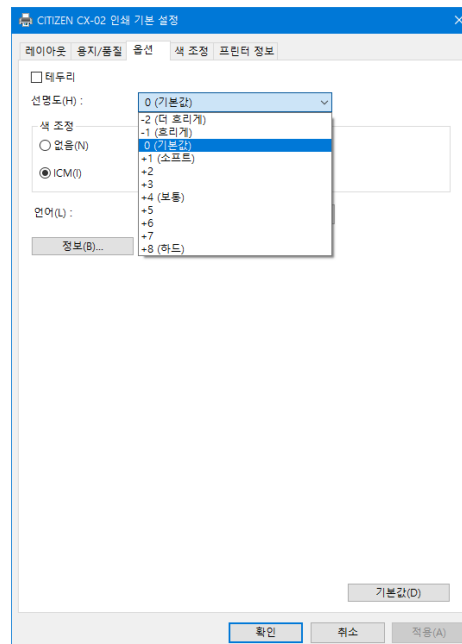 CITIZEN CX-02 인쇄 기본 설정
레이아웃 용지/품질 옵션 색 조정 프린터 정보
테두리
선명도(H) : 0 (기본값)
-2 (더 흐리게)
-1 (흐리게)
0 (기본값)
+1 (소프트)
+2
+3
+4 (보통)
+5
+6
+7
+8 (하드)
색 조정
없음(N)
ICM(I)
언어(L) :
정보(B)...
기본값(D)
확인 취소 적용(A)